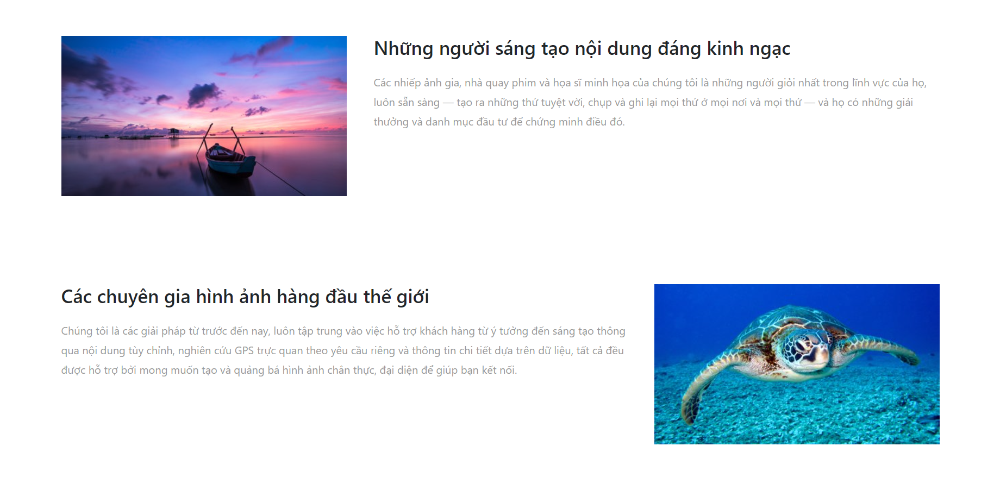 Những người sáng tạo nội dung đáng kinh ngạc
Các nhiếp ảnh gia, nhà quay phim và họa sĩ minh họa của chúng tôi là những người giỏi nhất trong lĩnh vực của họ,
luôn sẵn sàng — tạo ra những thứ tuyệt vời, chụp và ghi lại mọi thứ ở mọi nơi và mọi thứ — và họ có những giải
thưởng và danh mục đầu tư để chứng minh điều đó.
Các chuyên gia hình ảnh hàng đầu thế giới
Chúng tôi là các giải pháp từ trước đến nay, luôn tập trung vào việc hỗ trợ khách hàng từ ý tưởng đến sáng tạo thông
qua nội dung tùy chỉnh, nghiên cứu GPS trực quan theo yêu cầu riêng và thông tin chi tiết dựa trên dữ liệu, tất cả đều
được hỗ trợ bởi mong muốn tạo và quảng bá hình ảnh chân thực, đại diện để giúp bạn kết nối.